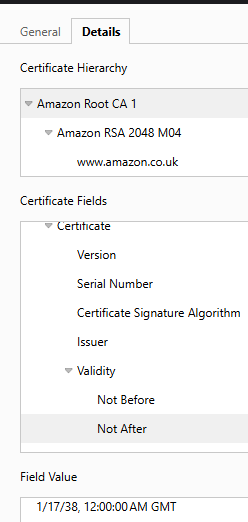 General Details
Certificate Hierarchy
Amazon Root CA 1
Amazon RSA 2048 M04
www.amazon.co.uk
Certificate Fields
Certificate
Version
Serial Number
Certificate Signature Algorithm
Issuer
Validity
Not Before
Not After
Field Value
1/17/38, 12:00:00 AM GMT